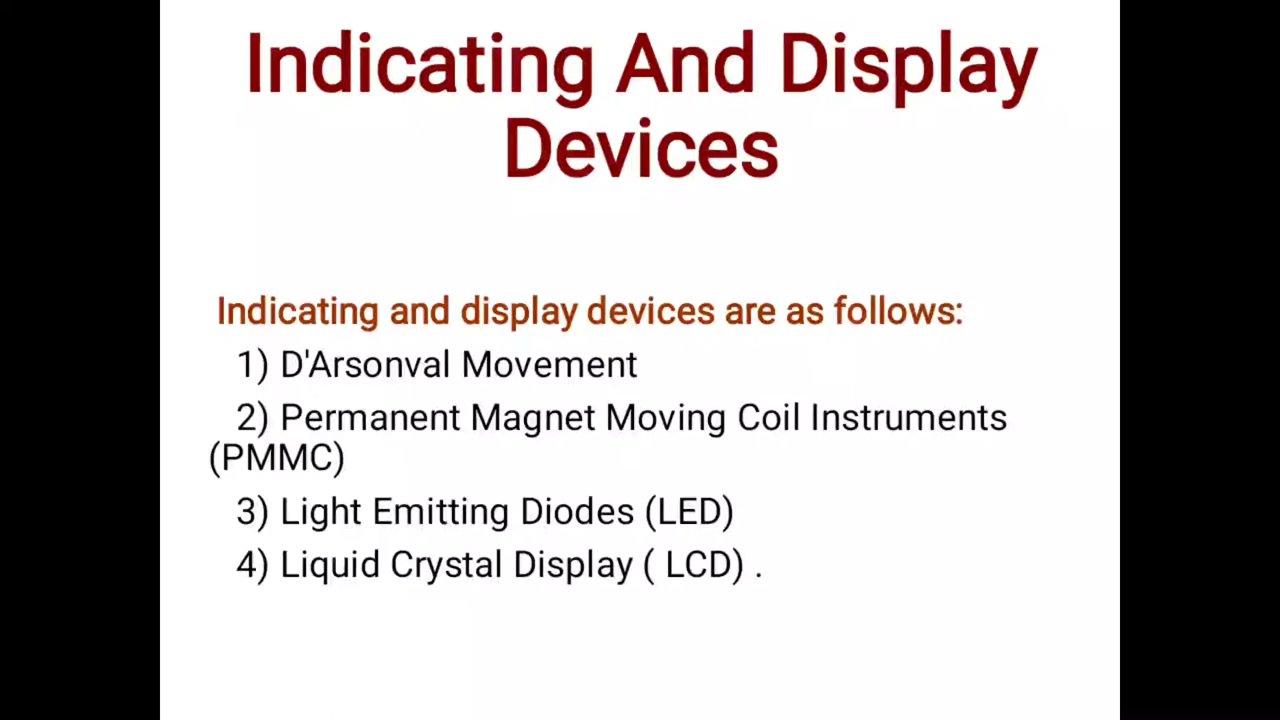 Indicating And Display
Devices
Indicating and display devices are as follows:
1) D'Arsonval Movement
2) Permanent Magnet Moving Coil Instruments
(PMMC)
3) Light Emitting Diodes (LED)
4) Liquid Crystal Display ( LCD) .